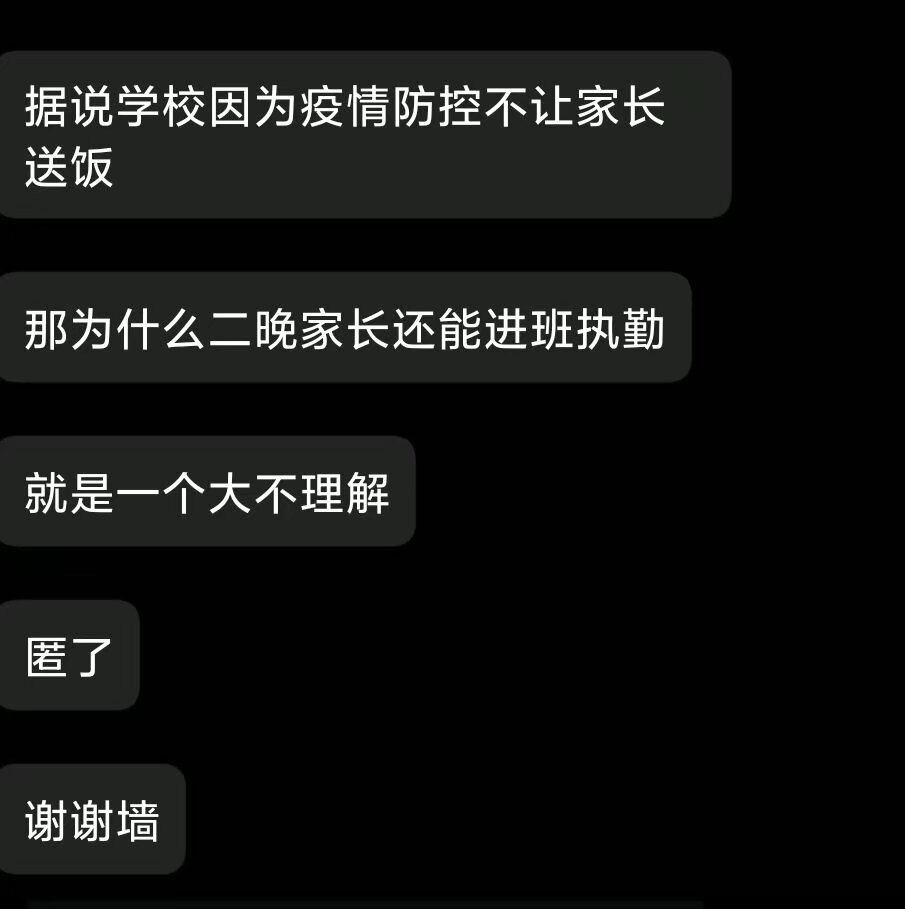 据说学校因为疫情防控不让家长
送饭
那为什么二晚家长还能进班执勤
就是一个大不理解
匿了
谢谢墙